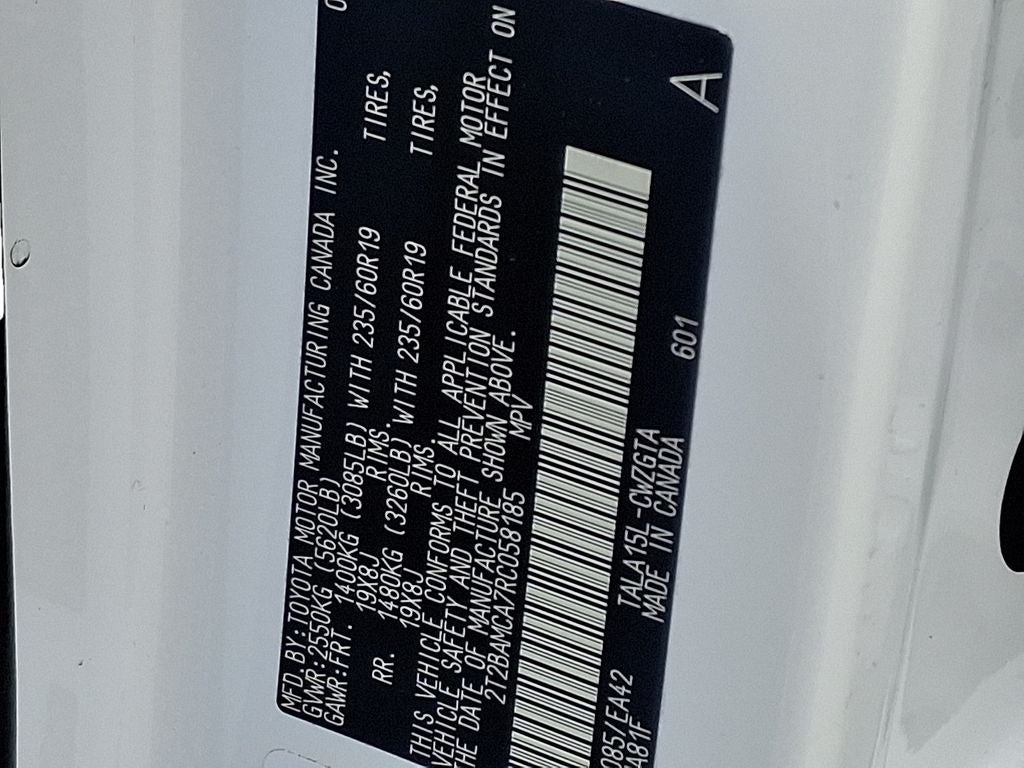 MFD.BY:TOYOTA MOTOR MANUFACTURING CANADA INC. 0
GVWR:2550KG (5620LB)
GAWR:FRT. 1400KG (3085LB) WITH 235/60R19 TIRES,
19X8J RIMS.
RR. 1480KG (3260LB) WITH 235/60R19 TIRES,
19X8J RIMS.
THIS VEHICLE CONFORMS TO ALL APPLICABLE FEDERAL MOTOR
VEHICLE SAFETY AND THEFT PREVENTION STANDARDS IN EFFECT ON
THE DATE OF MANUFACTURE SHOWN ABOVE.
2T2BAMCA7RC058185 MPV
085/EA42 TALA15L-CWZGTA 601 A
A81F MADE IN CANADA